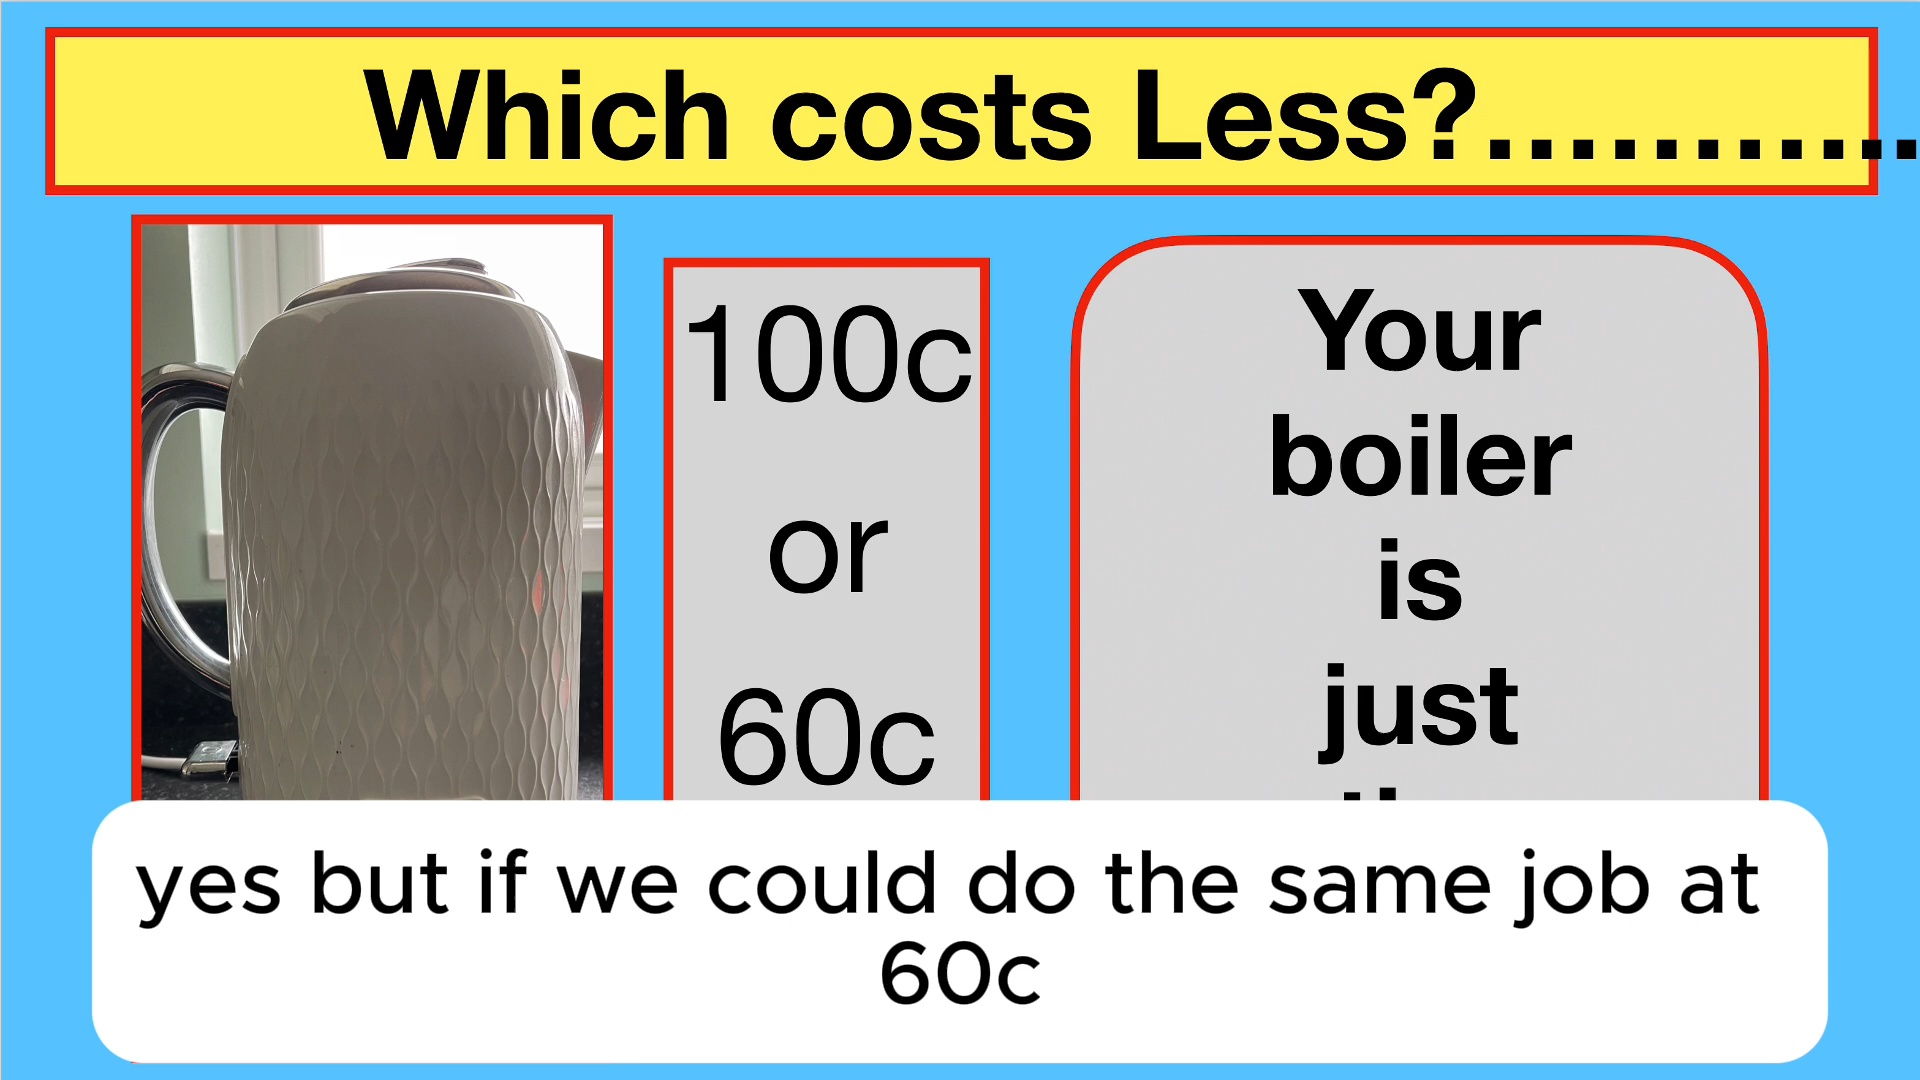 Which costs Less?...........
100c
or
60c
Your
boiler
is
just
yes but if we could do the same job at
60c